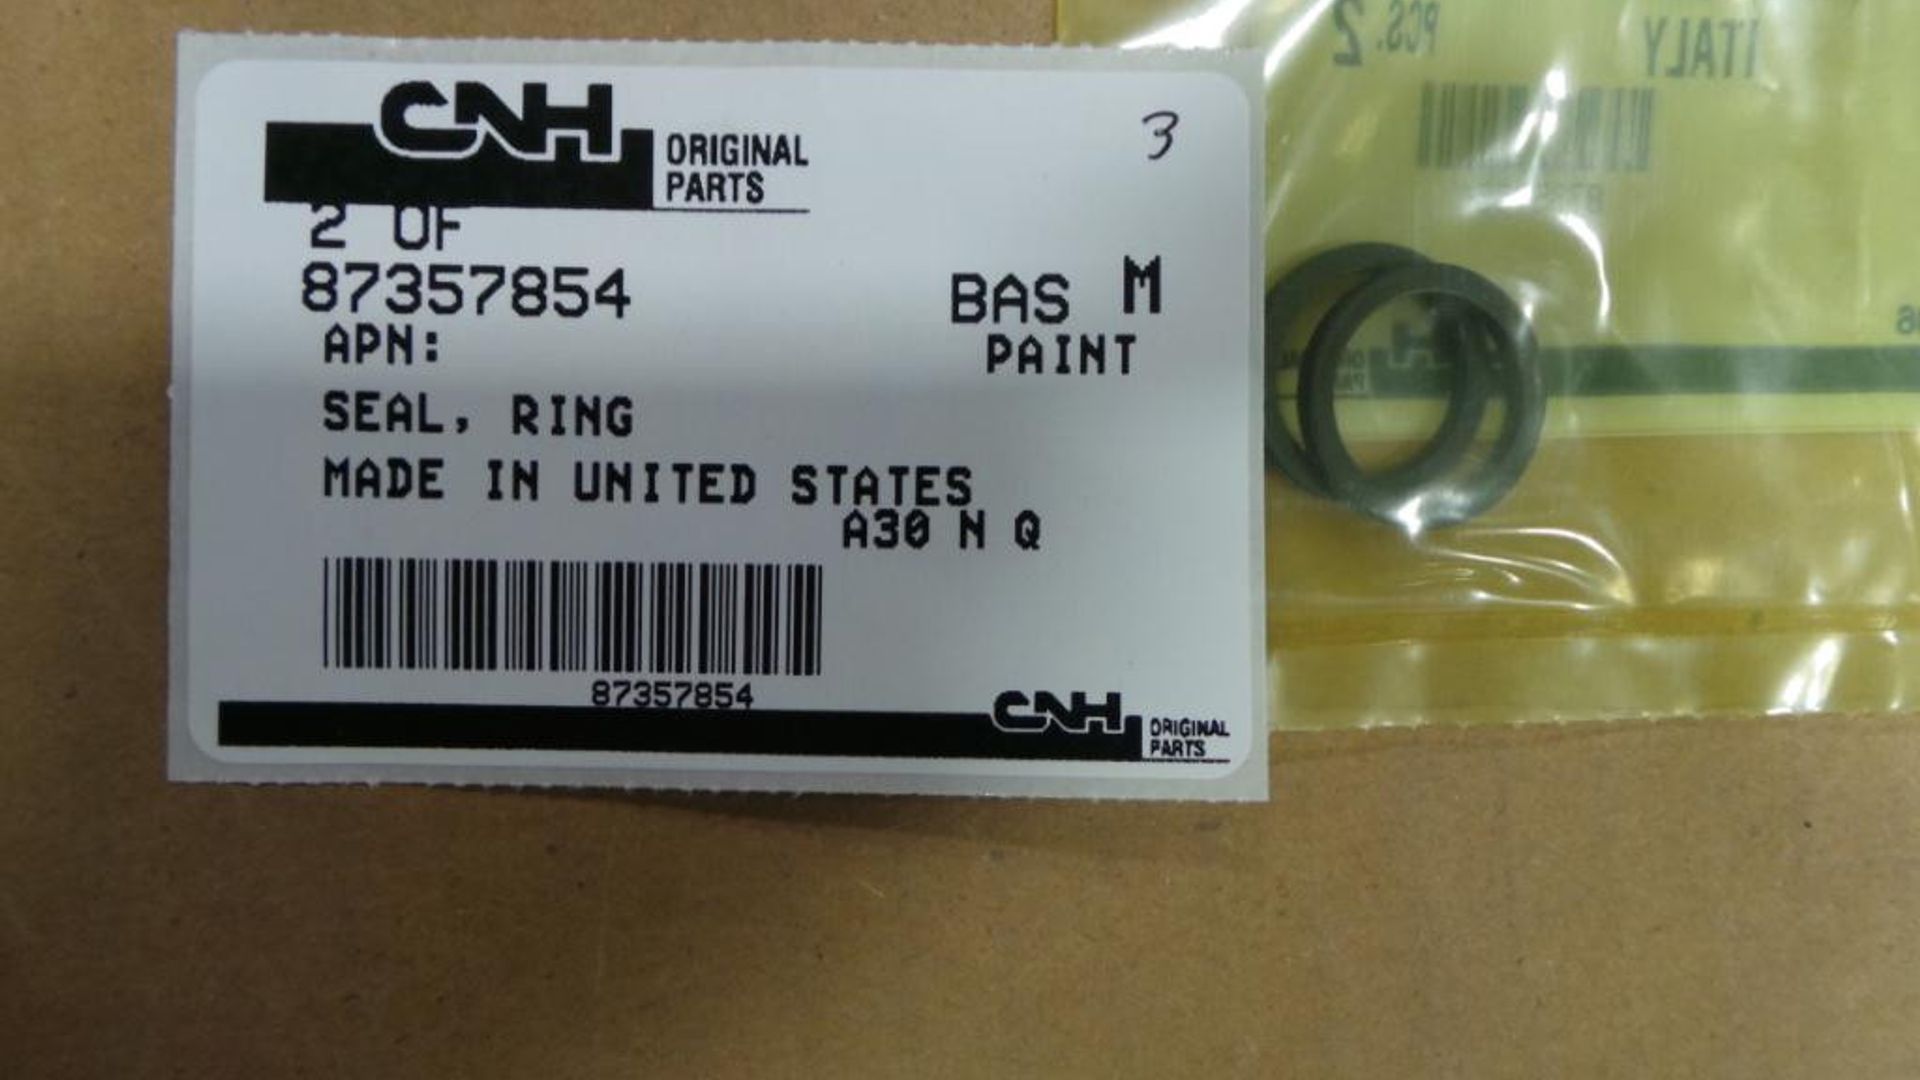 CNH ORIGINAL PARTS
3
2 OF
87357854
BAS M
APN:
PAINT
SEAL, RING
MADE IN UNITED STATES
A30 N Q
87357854
CNH ORIGINAL PARTS
PCS. 2
ITALY
CNH